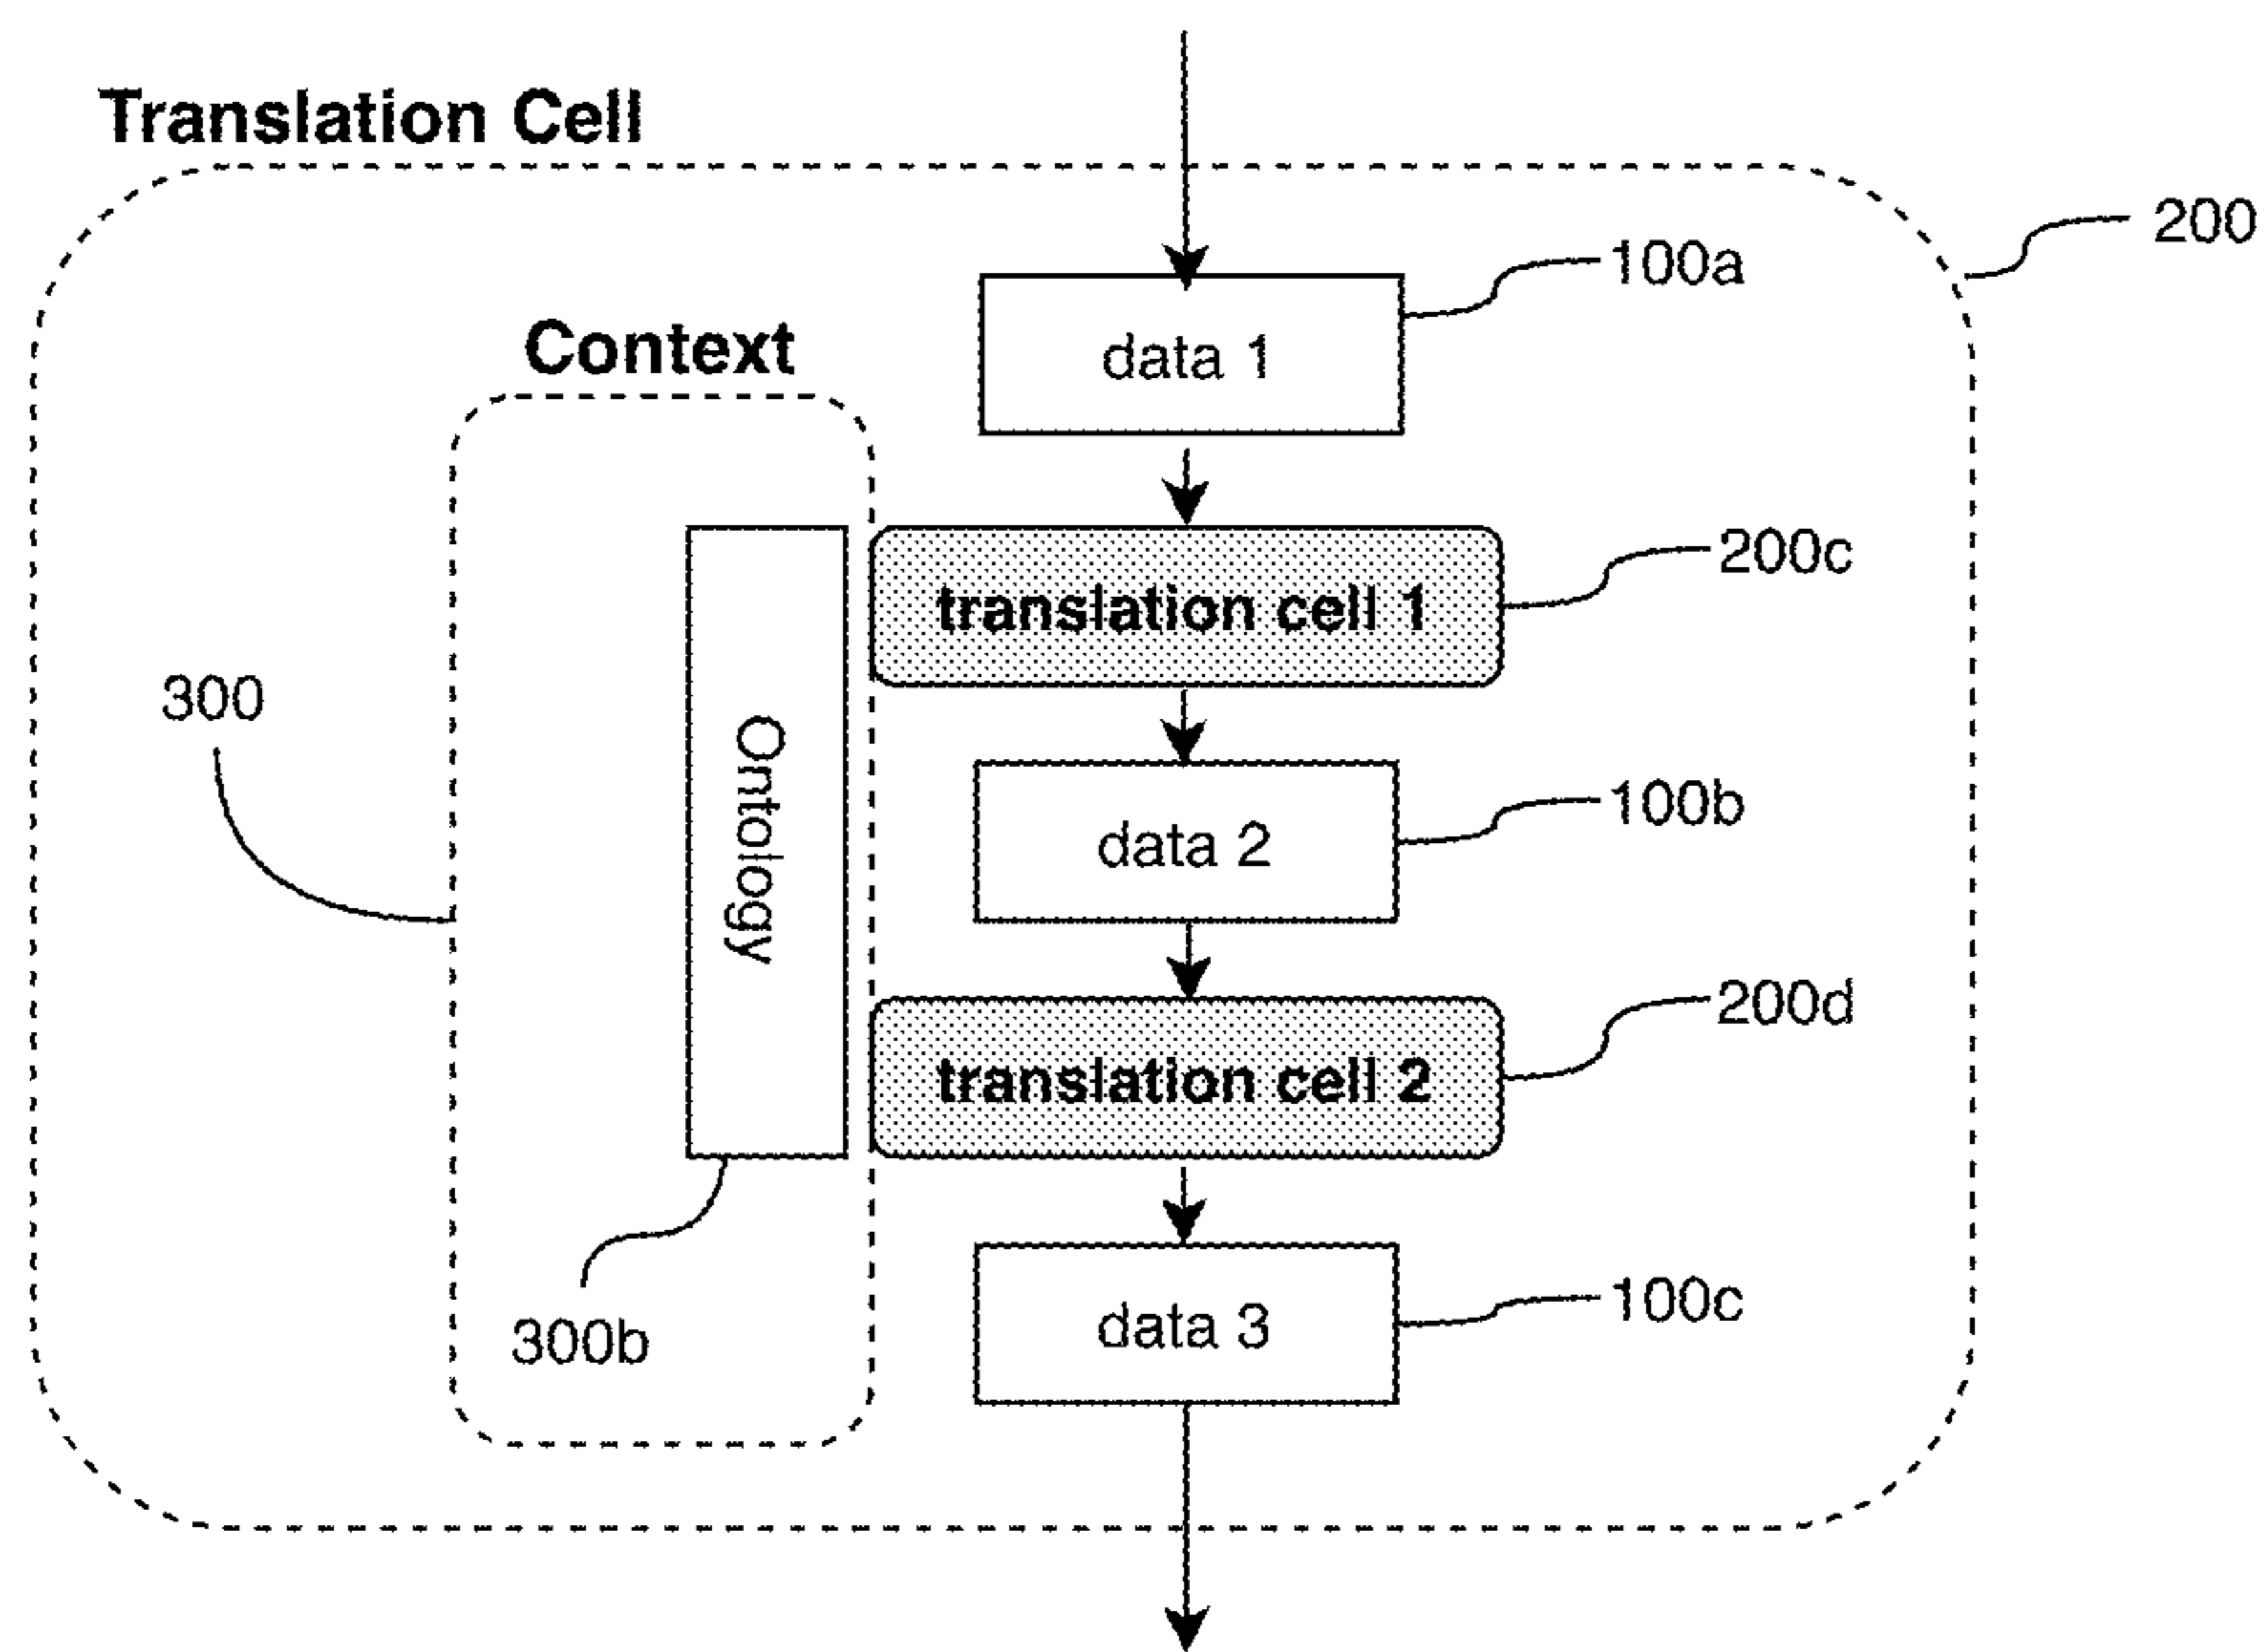 Translation Cell
200
100a
Context
data 1
200c
translation cell 1
300
Ontology
100b
data 2
200d
translation cell 2
100c
data 3
300b